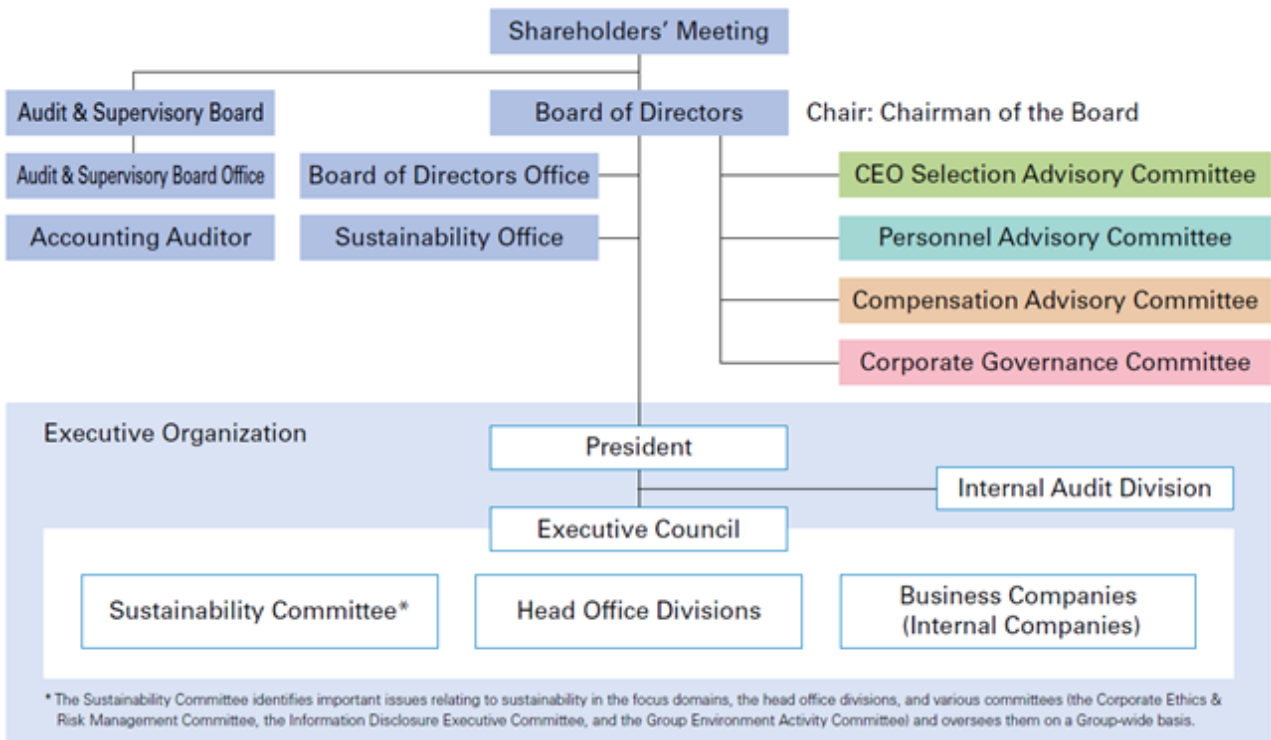 Shareholders' Meeting
Audit & Supervisory Board
Board of Directors
Chair: Chairman of the Board
Audit & Supervisory Board Office
Board of Directors Office
CEO Selection Advisory Committee
Accounting Auditor
Sustainability Office
Personnel Advisory Committee
Compensation Advisory Committee
Corporate Governance Committee
Executive Organization
President
Internal Audit Division
Executive Council
Sustainability Committee*
Head Office Divisions
Business Companies
(Internal Companies)
* The Sustainability Committee identifies important issues relating to sustainability in the focus domains, the head office divisions, and various committees (the Corporate Ethics &
Risk Management Committee, the Information Disclosure Executive Committee, and the Group Environment Activity Committee) and oversees them on a Group-wide basis.